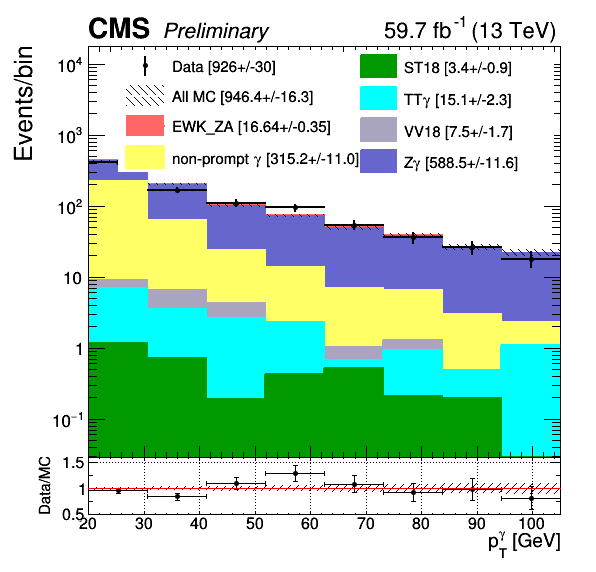 CMS Preliminary 59.7 fb⁻¹ (13 TeV)
Events/bin
Data [926+/-30]
All MC [946.4+/-16.3]
EWK_ZA [16.64+/-0.35]
non-prompt γ [315.2+/-11.0]
ST18 [3.4+/-0.9]
TTγ [15.1+/-2.3]
VV18 [7.5+/-1.7]
Zγ [588.5+/-11.6]
10⁴
10³
10²
10
1
10⁻¹
Data/MC
1.5
1
0.5
20 30 40 50 60 70 80 90 100
p_T^γ [GeV]